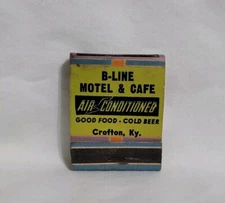 B-LINE
MOTEL & CAFE
AIR CONDITIONED
GOOD FOOD - COLD BEER
Crofton, Ky.